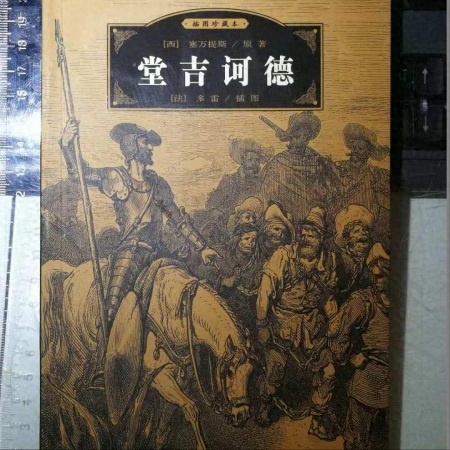 插图珍藏本
[西] 塞万提斯 / 原著
堂吉诃德
[法] 多雷 / 插图